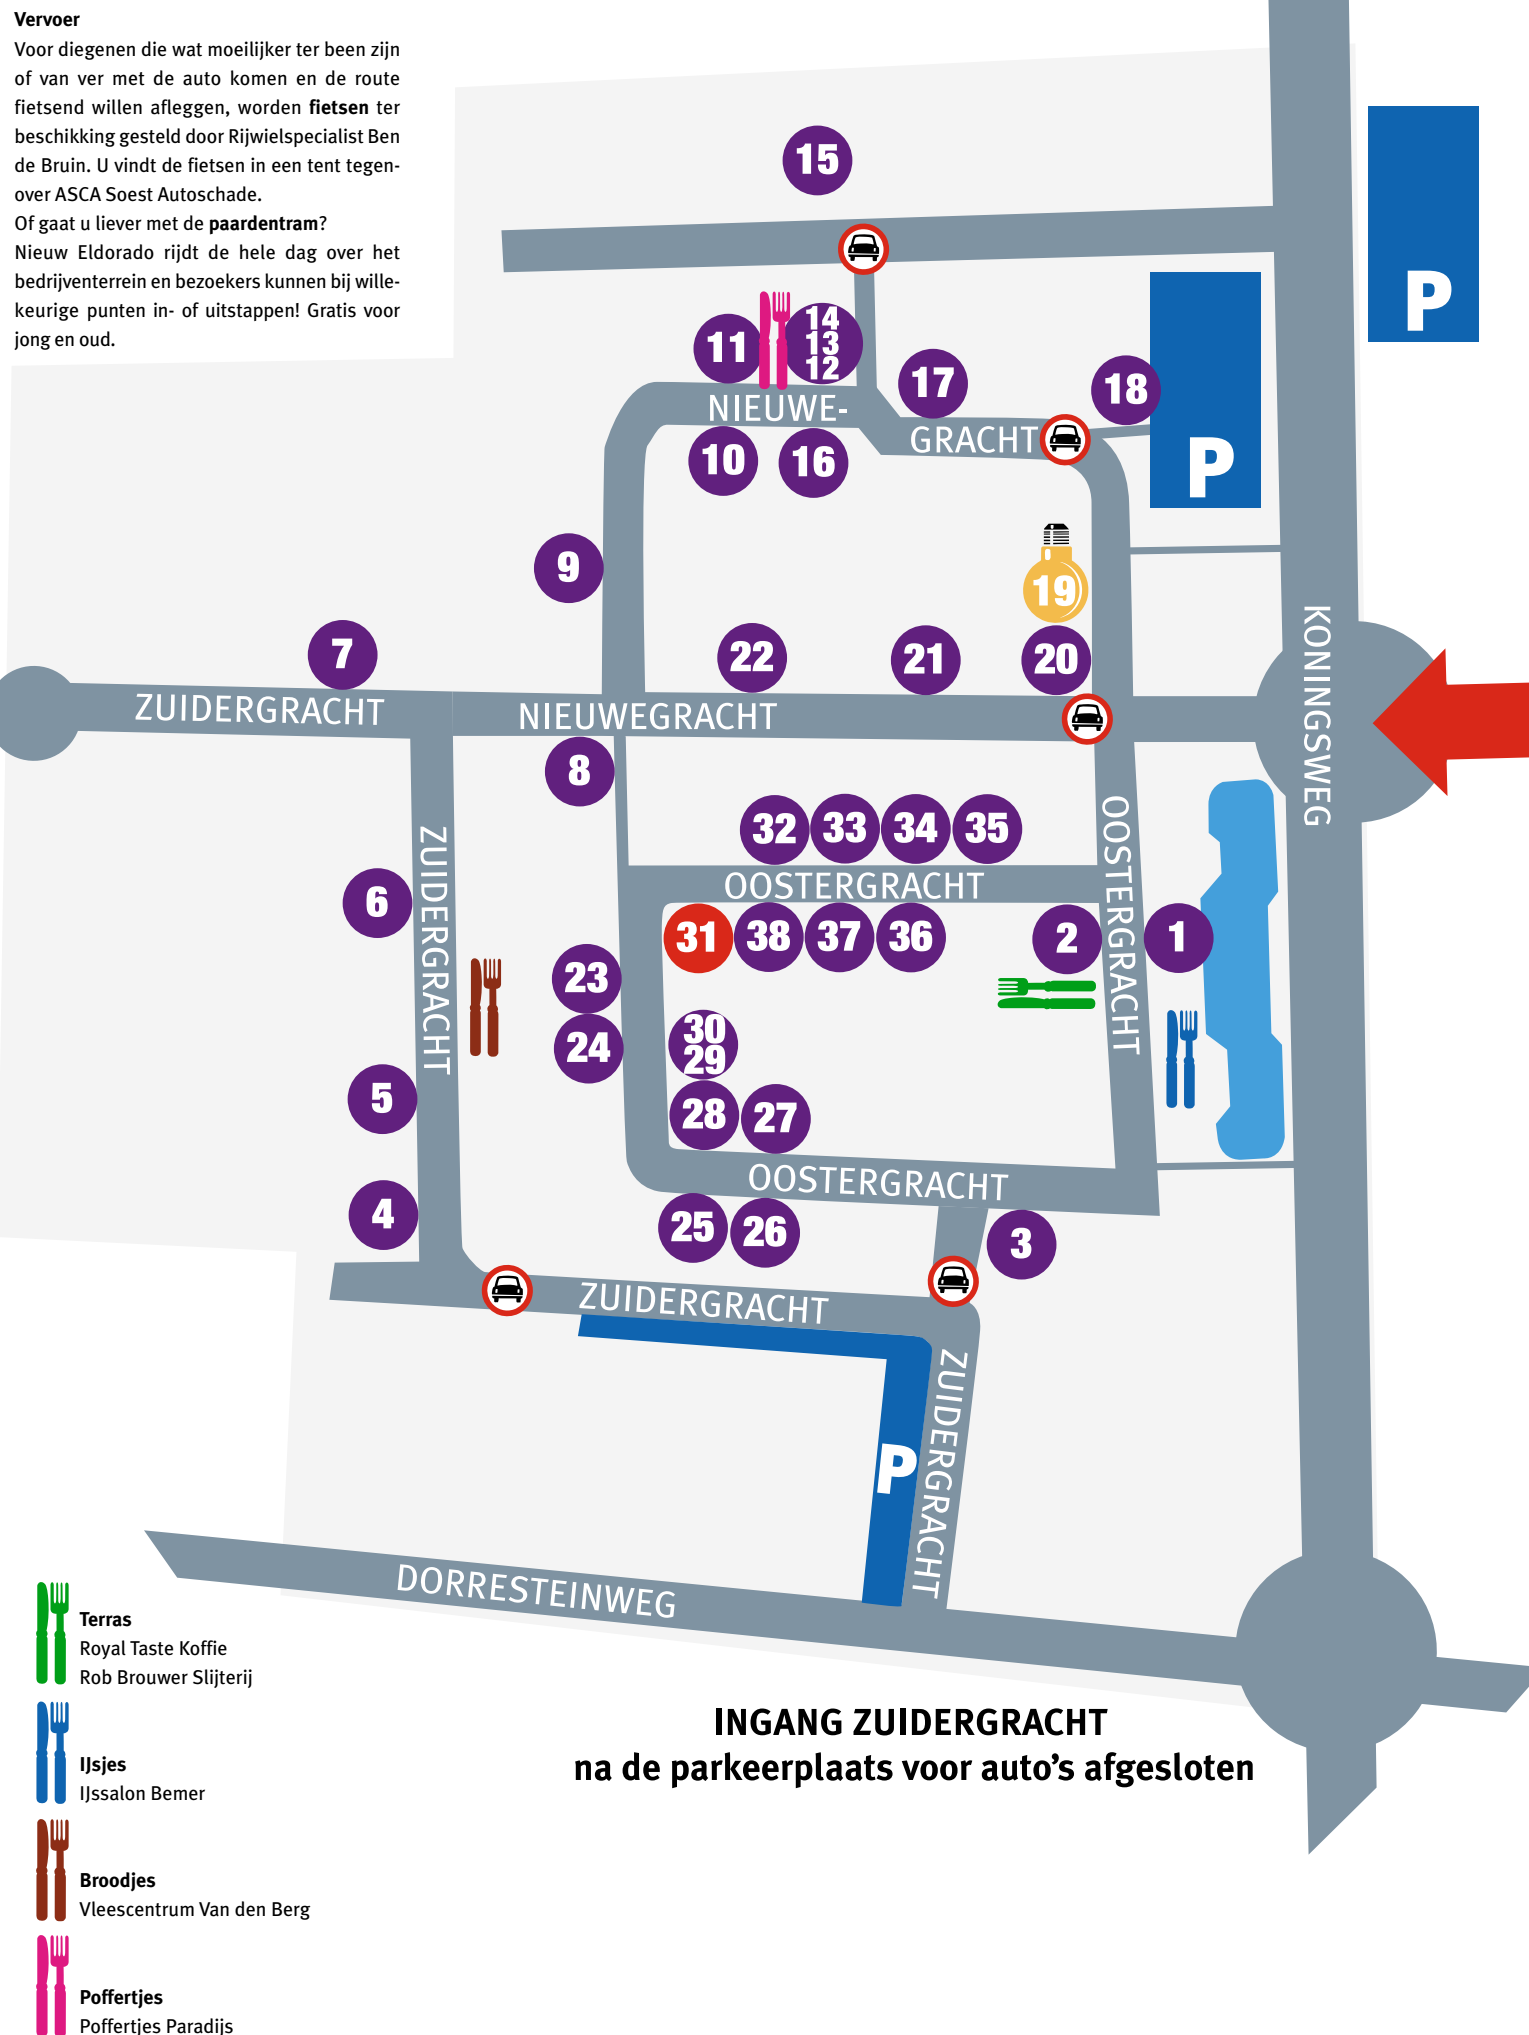 Vervoer
Voor diegenen die wat moeilijker ter been zijn
of van ver met de auto komen en de route
fietsend willen afleggen, worden fietsen ter
beschikking gesteld door Rijwielspecialist Ben
de Bruin. U vindt de fietsen in een tent tegen-
over ASCA Soest Autoschade.
Of gaat u liever met de paardentram?
Nieuw Eldorado rijdt de hele dag over het
bedrijventerrein en bezoekers kunnen bij wille-
keurige punten in- of uitstappen! Gratis voor
jong en oud.
15
P
P
14
13
12
11
17
18
NIEUWE-
GRACHT
10
16
9
19
7
22
21
20
ZUIDERGRACHT
NIEUWEGRACHT
KONINGSWEG
8
32
33
34
35
ZUIDERGRACHT
OOSTERGRACHT
OOSTERGRACHT
6
31
38
37
36
2
1
23
24
30
29
5
28
27
OOSTERGRACHT
4
25
26
3
ZUIDERGRACHT
ZUIDERGRACHT
P
DORRESTEINWEG
INGANG ZUIDERGRACHT
na de parkeerplaats voor auto's afgesloten
Terras
Royal Taste Koffie
Rob Brouwer Slijterij
IJsjes
IJssalon Bemer
Broodjes
Vleescentrum Van den Berg
Poffertjes
Poffertjes Paradijs